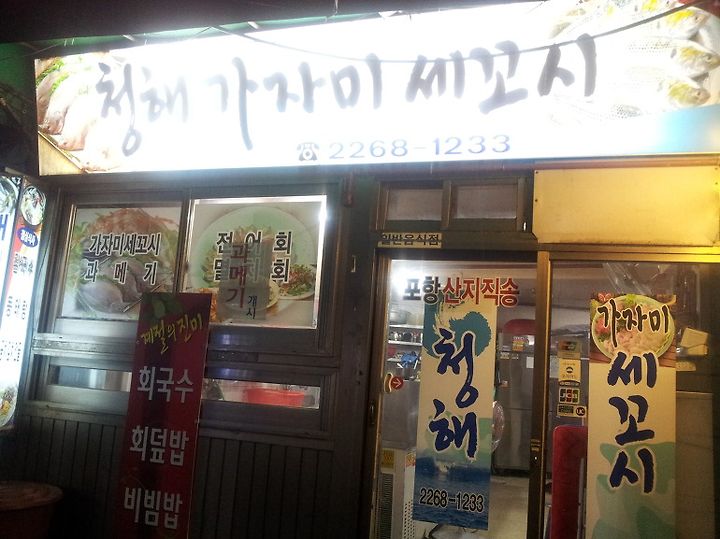 청해 가자미 세꼬시
☎ 2268-1233
가자미세꼬시
과 메 기
전 어 회
밀 치 회
과메기 개시
일반음식점
포항산지직송
청해
2268-1233
가자미
세꼬시
계절의 진미
회국수
회덮밥
비빔밥